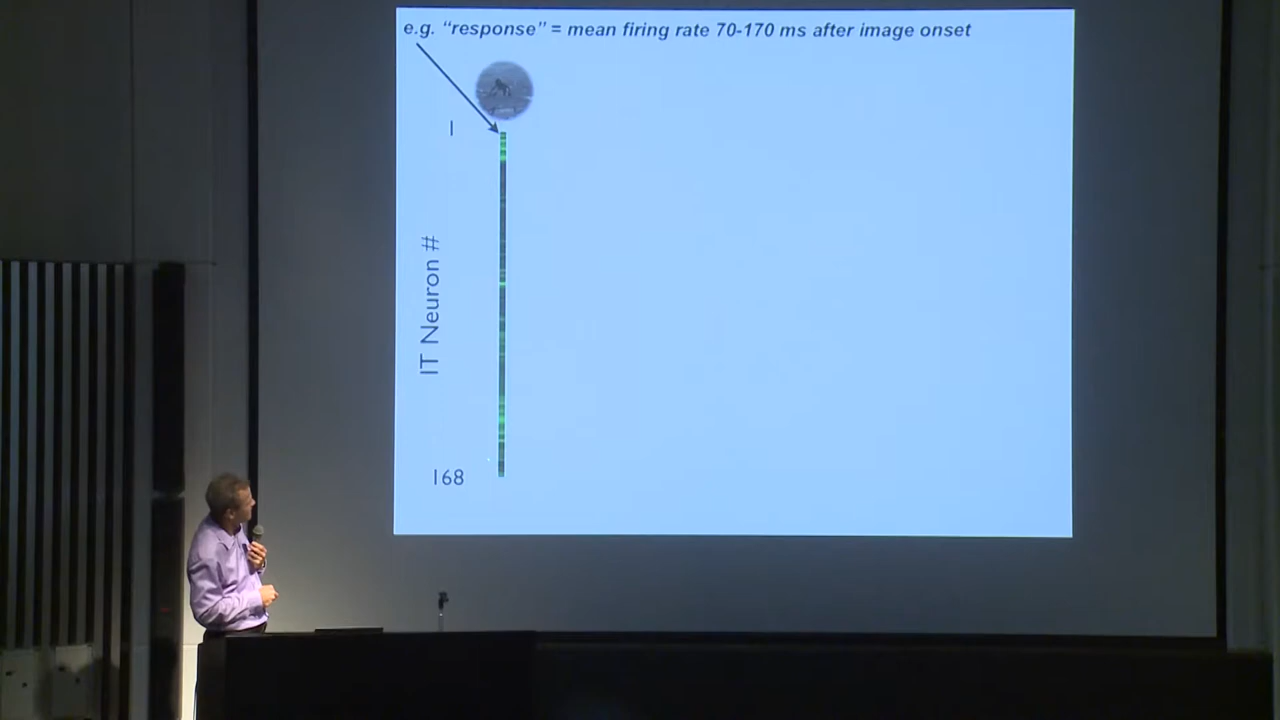 e.g. “response” = mean firing rate 70-170 ms after image onset
1
IT Neuron #
168